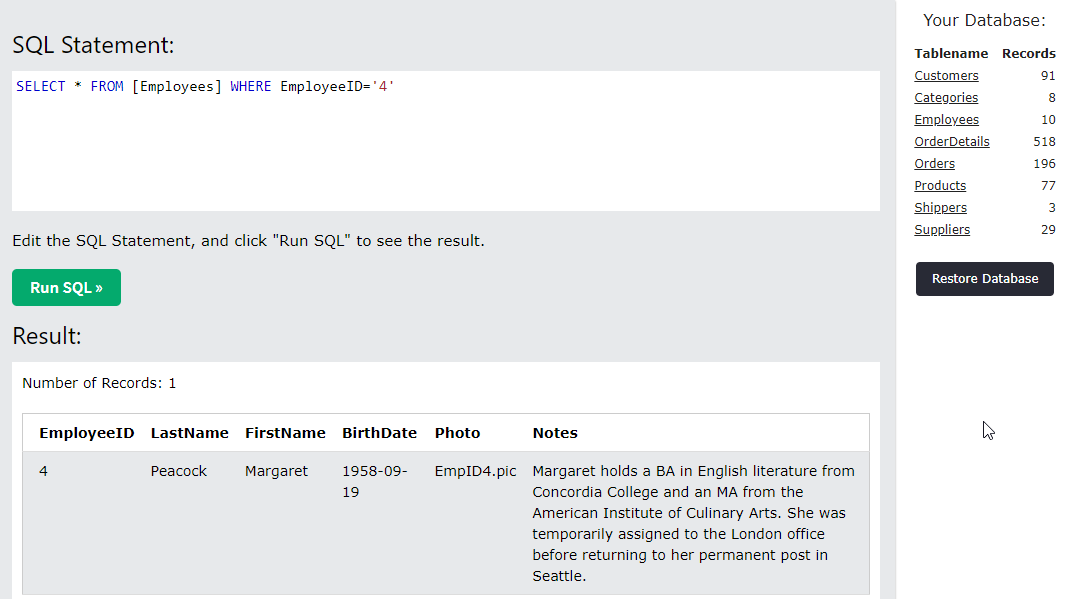 SQL Statement:
SELECT * FROM [Employees] WHERE EmployeeID='4'
Edit the SQL Statement, and click "Run SQL" to see the result.
Run SQL »
Result:
Number of Records: 1
EmployeeID LastName FirstName BirthDate Photo Notes
4 Peacock Margaret 1958-09- EmpID4.pic Margaret holds a BA in English literature from
19 Concordia College and an MA from the
American Institute of Culinary Arts. She was
temporarily assigned to the London office
before returning to her permanent post in
Seattle.
Your Database:
Tablename Records
Customers 91
Categories 8
Employees 10
OrderDetails 518
Orders 196
Products 77
Shippers 3
Suppliers 29
Restore Database